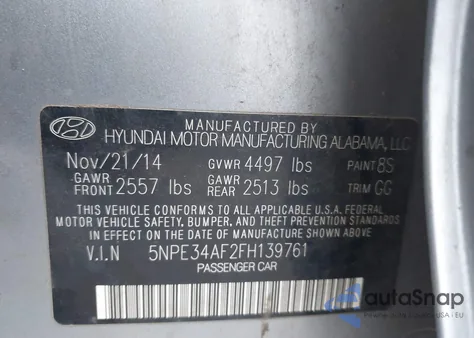 MANUFACTURED BY
HYUNDAI MOTOR MANUFACTURING ALABAMA, LLC
Nov/21/14 GVWR 4497 lbs PAINT 8S
GAWR FRONT 2557 lbs GAWR REAR 2513 lbs TRIM GG
THIS VEHICLE CONFORMS TO ALL APPLICABLE U.S.A. FEDERAL
MOTOR VEHICLE SAFETY, BUMPER, AND THEFT PREVENTION STANDARDS
IN EFFECT ON THE DATE OF MANUFACTURE SHOWN ABOVE.
V.I.N 5NPE34AF2FH139761
PASSENGER CAR
autoSnap